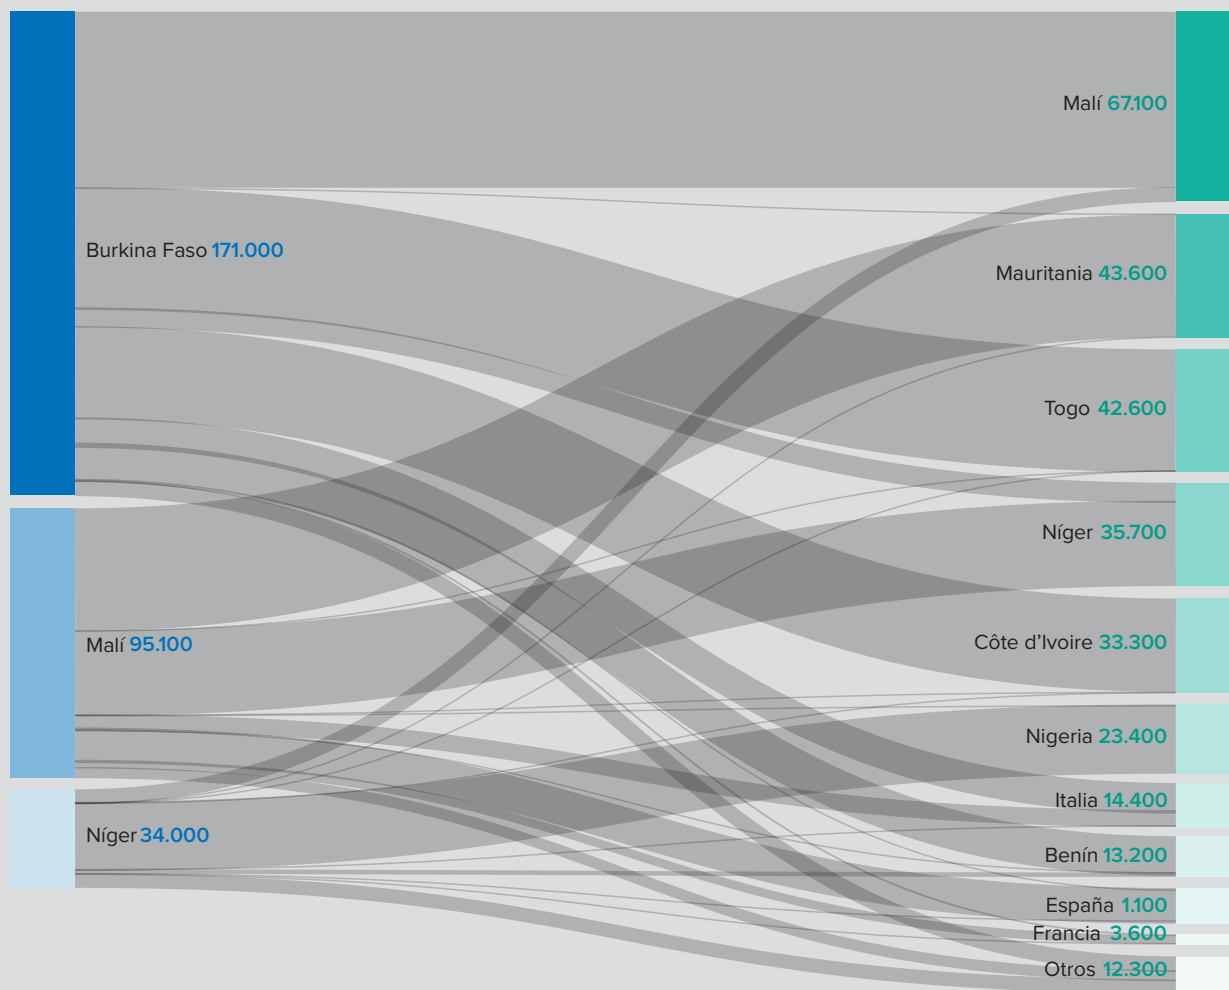 Burkina Faso 171.000
Malí 95.100
Níger 34.000
Malí 67.100
Mauritania 43.600
Togo 42.600
Níger 35.700
Côte d’Ivoire 33.300
Nigeria 23.400
Italia 14.400
Benín 13.200
España 1.100
Francia 3.600
Otros 12.300